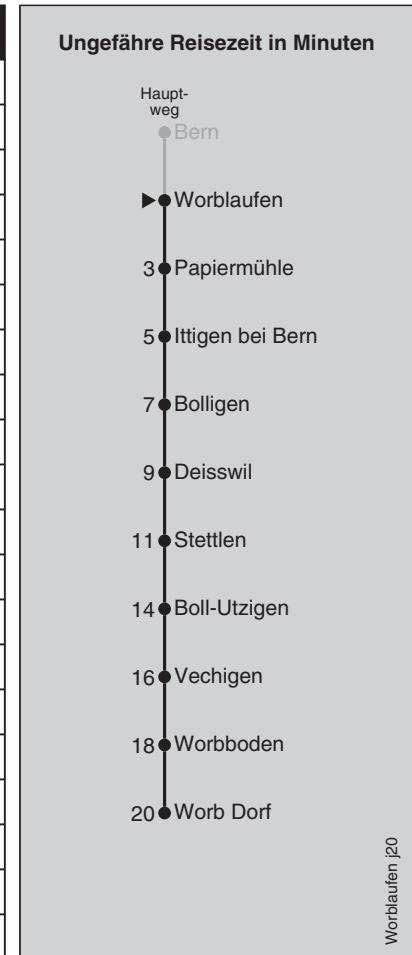 Ungefähre Reisezeit in Minuten
Haupt-
weg
Bern
Worblaufen
3 Papiermühle
5 Ittigen bei Bern
7 Bolligen
9 Deisswil
11 Stettlen
14 Boll-Utzigen
16 Vechigen
18 Worbboden
20 Worb Dorf
Worblaufen j20